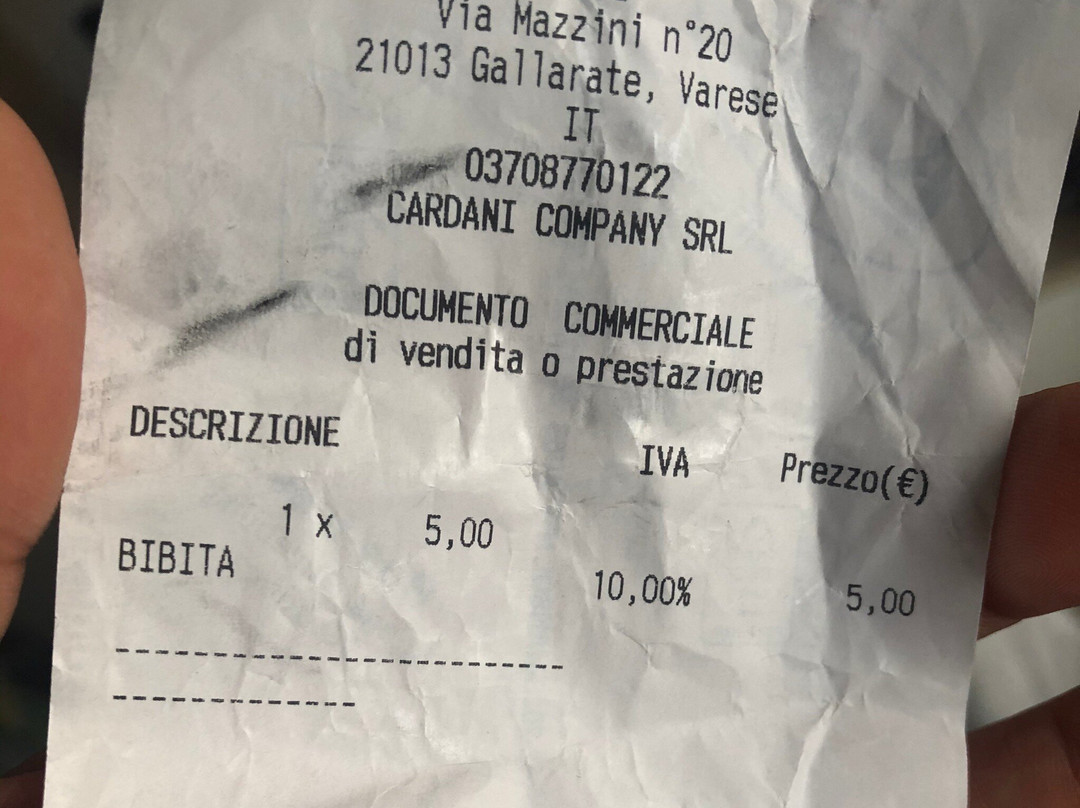 Via Mazzini n°20
21013 Gallarate, Varese
IT
03708770122
CARDANI COMPANY SRL
DOCUMENTO COMMERCIALE
di vendita o prestazione
DESCRIZIONE IVA Prezzo(€)
1 x 5,00
BIBITA 10,00% 5,00
--------------------------
--------------